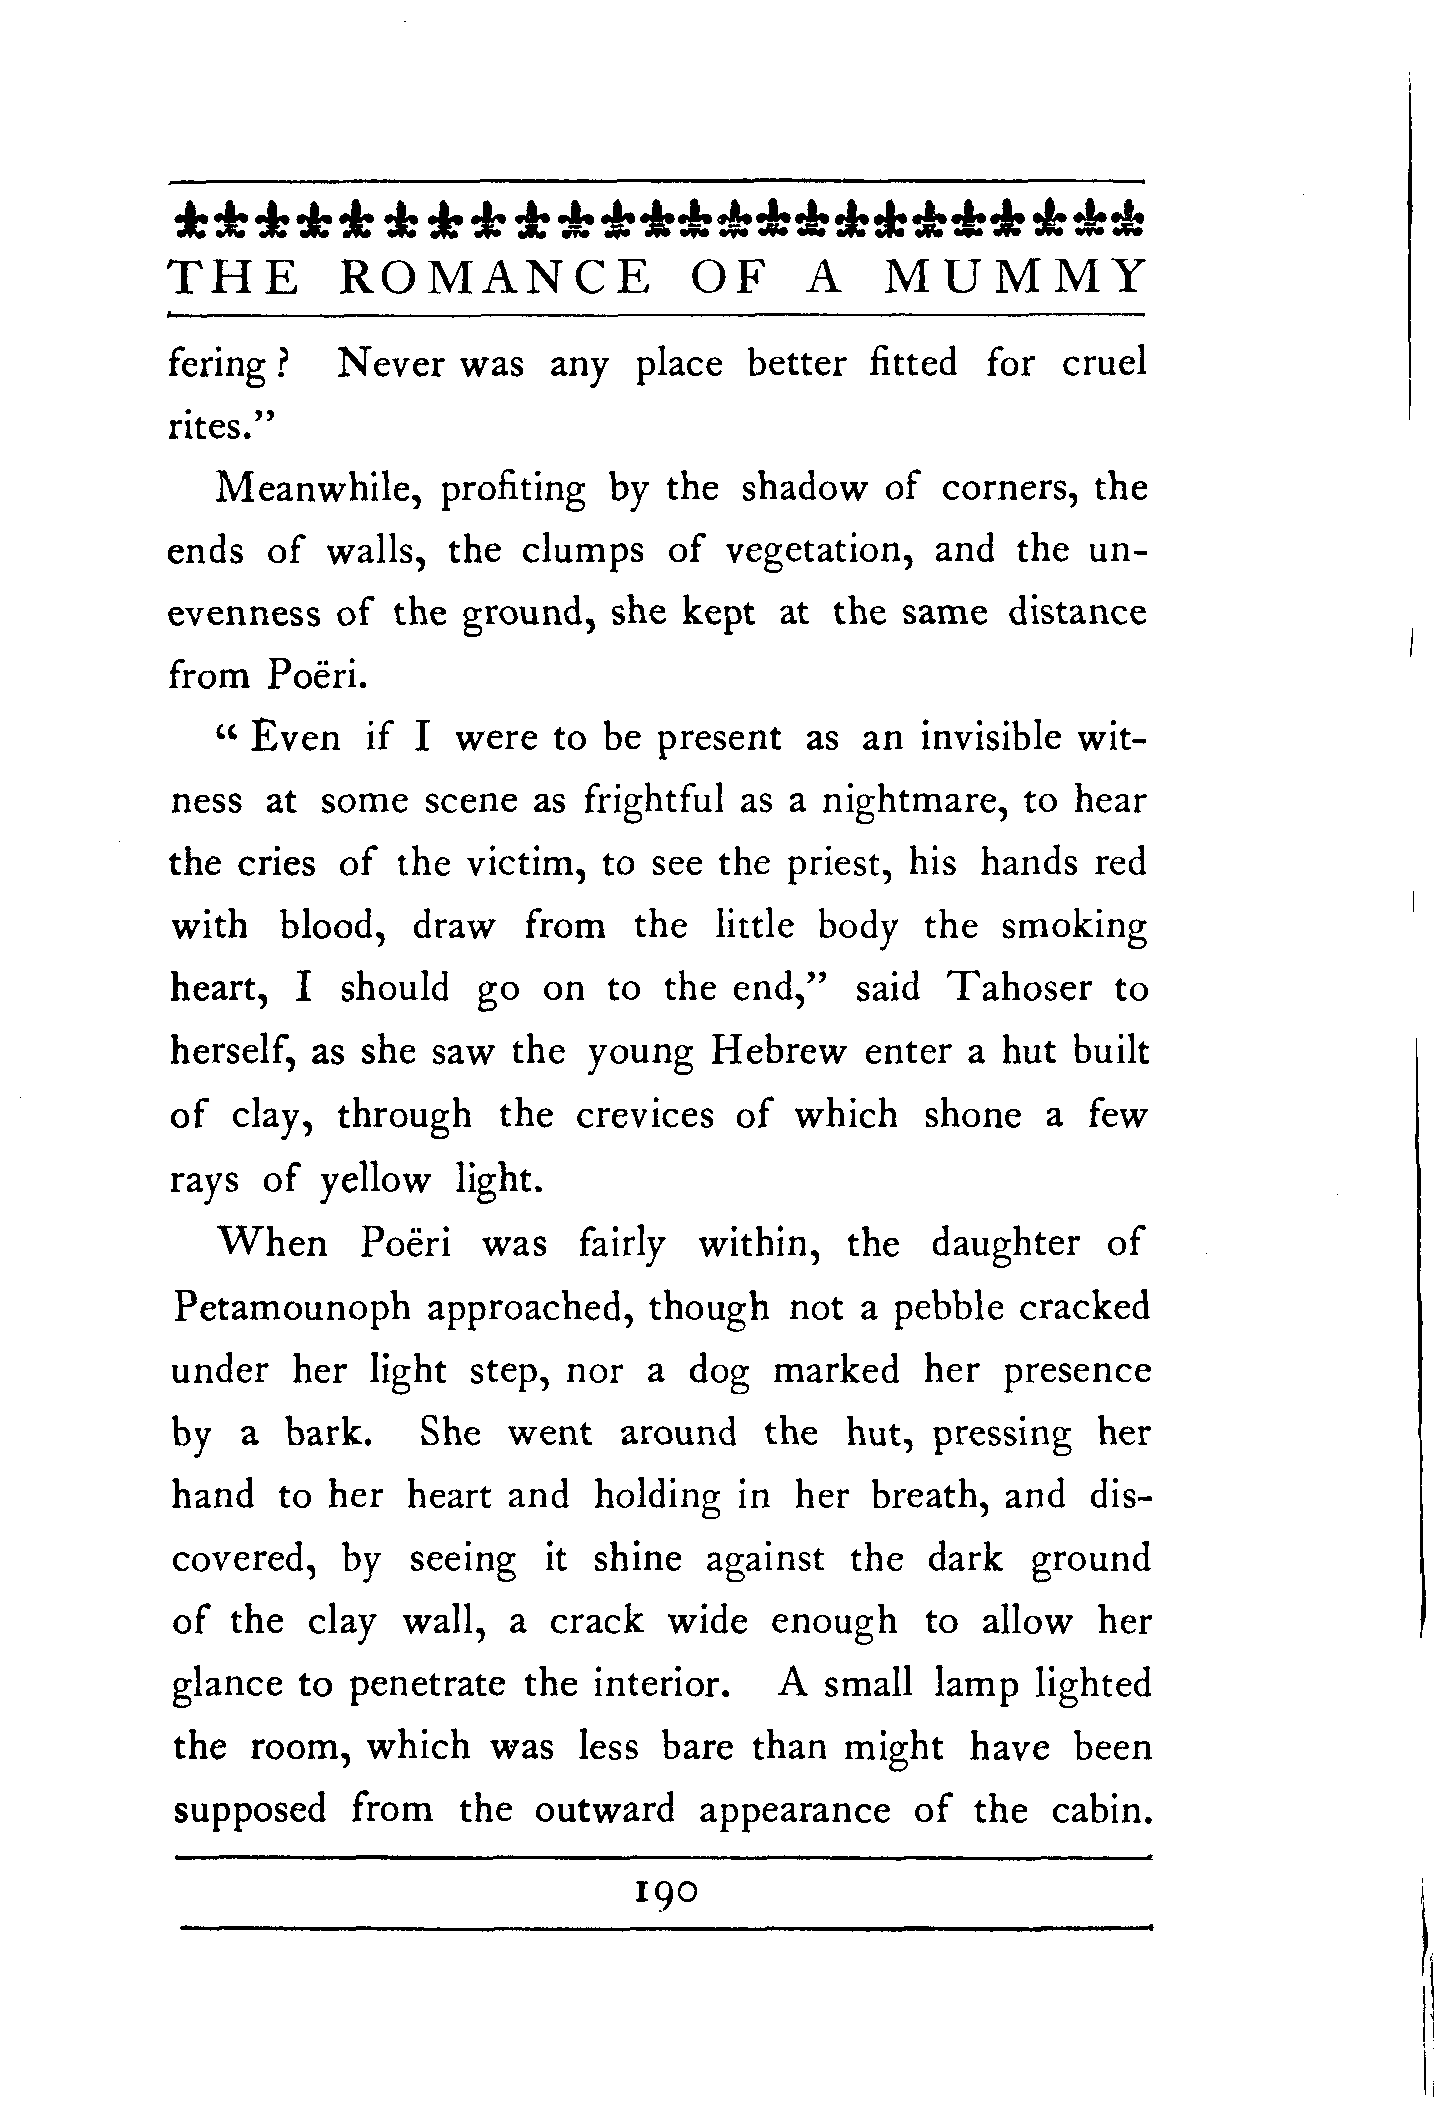 THE ROMANCE OF A MUMMY
fering? Never was any place better fitted for cruel
rites."
Meanwhile, profiting by the shadow of corners, the
ends of walls, the clumps of vegetation, and the un-
evenness of the ground, she kept at the same distance
from Poëri.
"Even if I were to be present as an invisible wit-
ness at some scene as frightful as a nightmare, to hear
the cries of the victim, to see the priest, his hands red
with blood, draw from the little body the smoking
heart, I should go on to the end," said Tahoser to
herself, as she saw the young Hebrew enter a hut built
of clay, through the crevices of which shone a few
rays of yellow light.
When Poëri was fairly within, the daughter of
Petamounoph approached, though not a pebble cracked
under her light step, nor a dog marked her presence
by a bark. She went around the hut, pressing her
hand to her heart and holding in her breath, and dis-
covered, by seeing it shine against the dark ground
of the clay wall, a crack wide enough to allow her
glance to penetrate the interior. A small lamp lighted
the room, which was less bare than might have been
supposed from the outward appearance of the cabin.
190